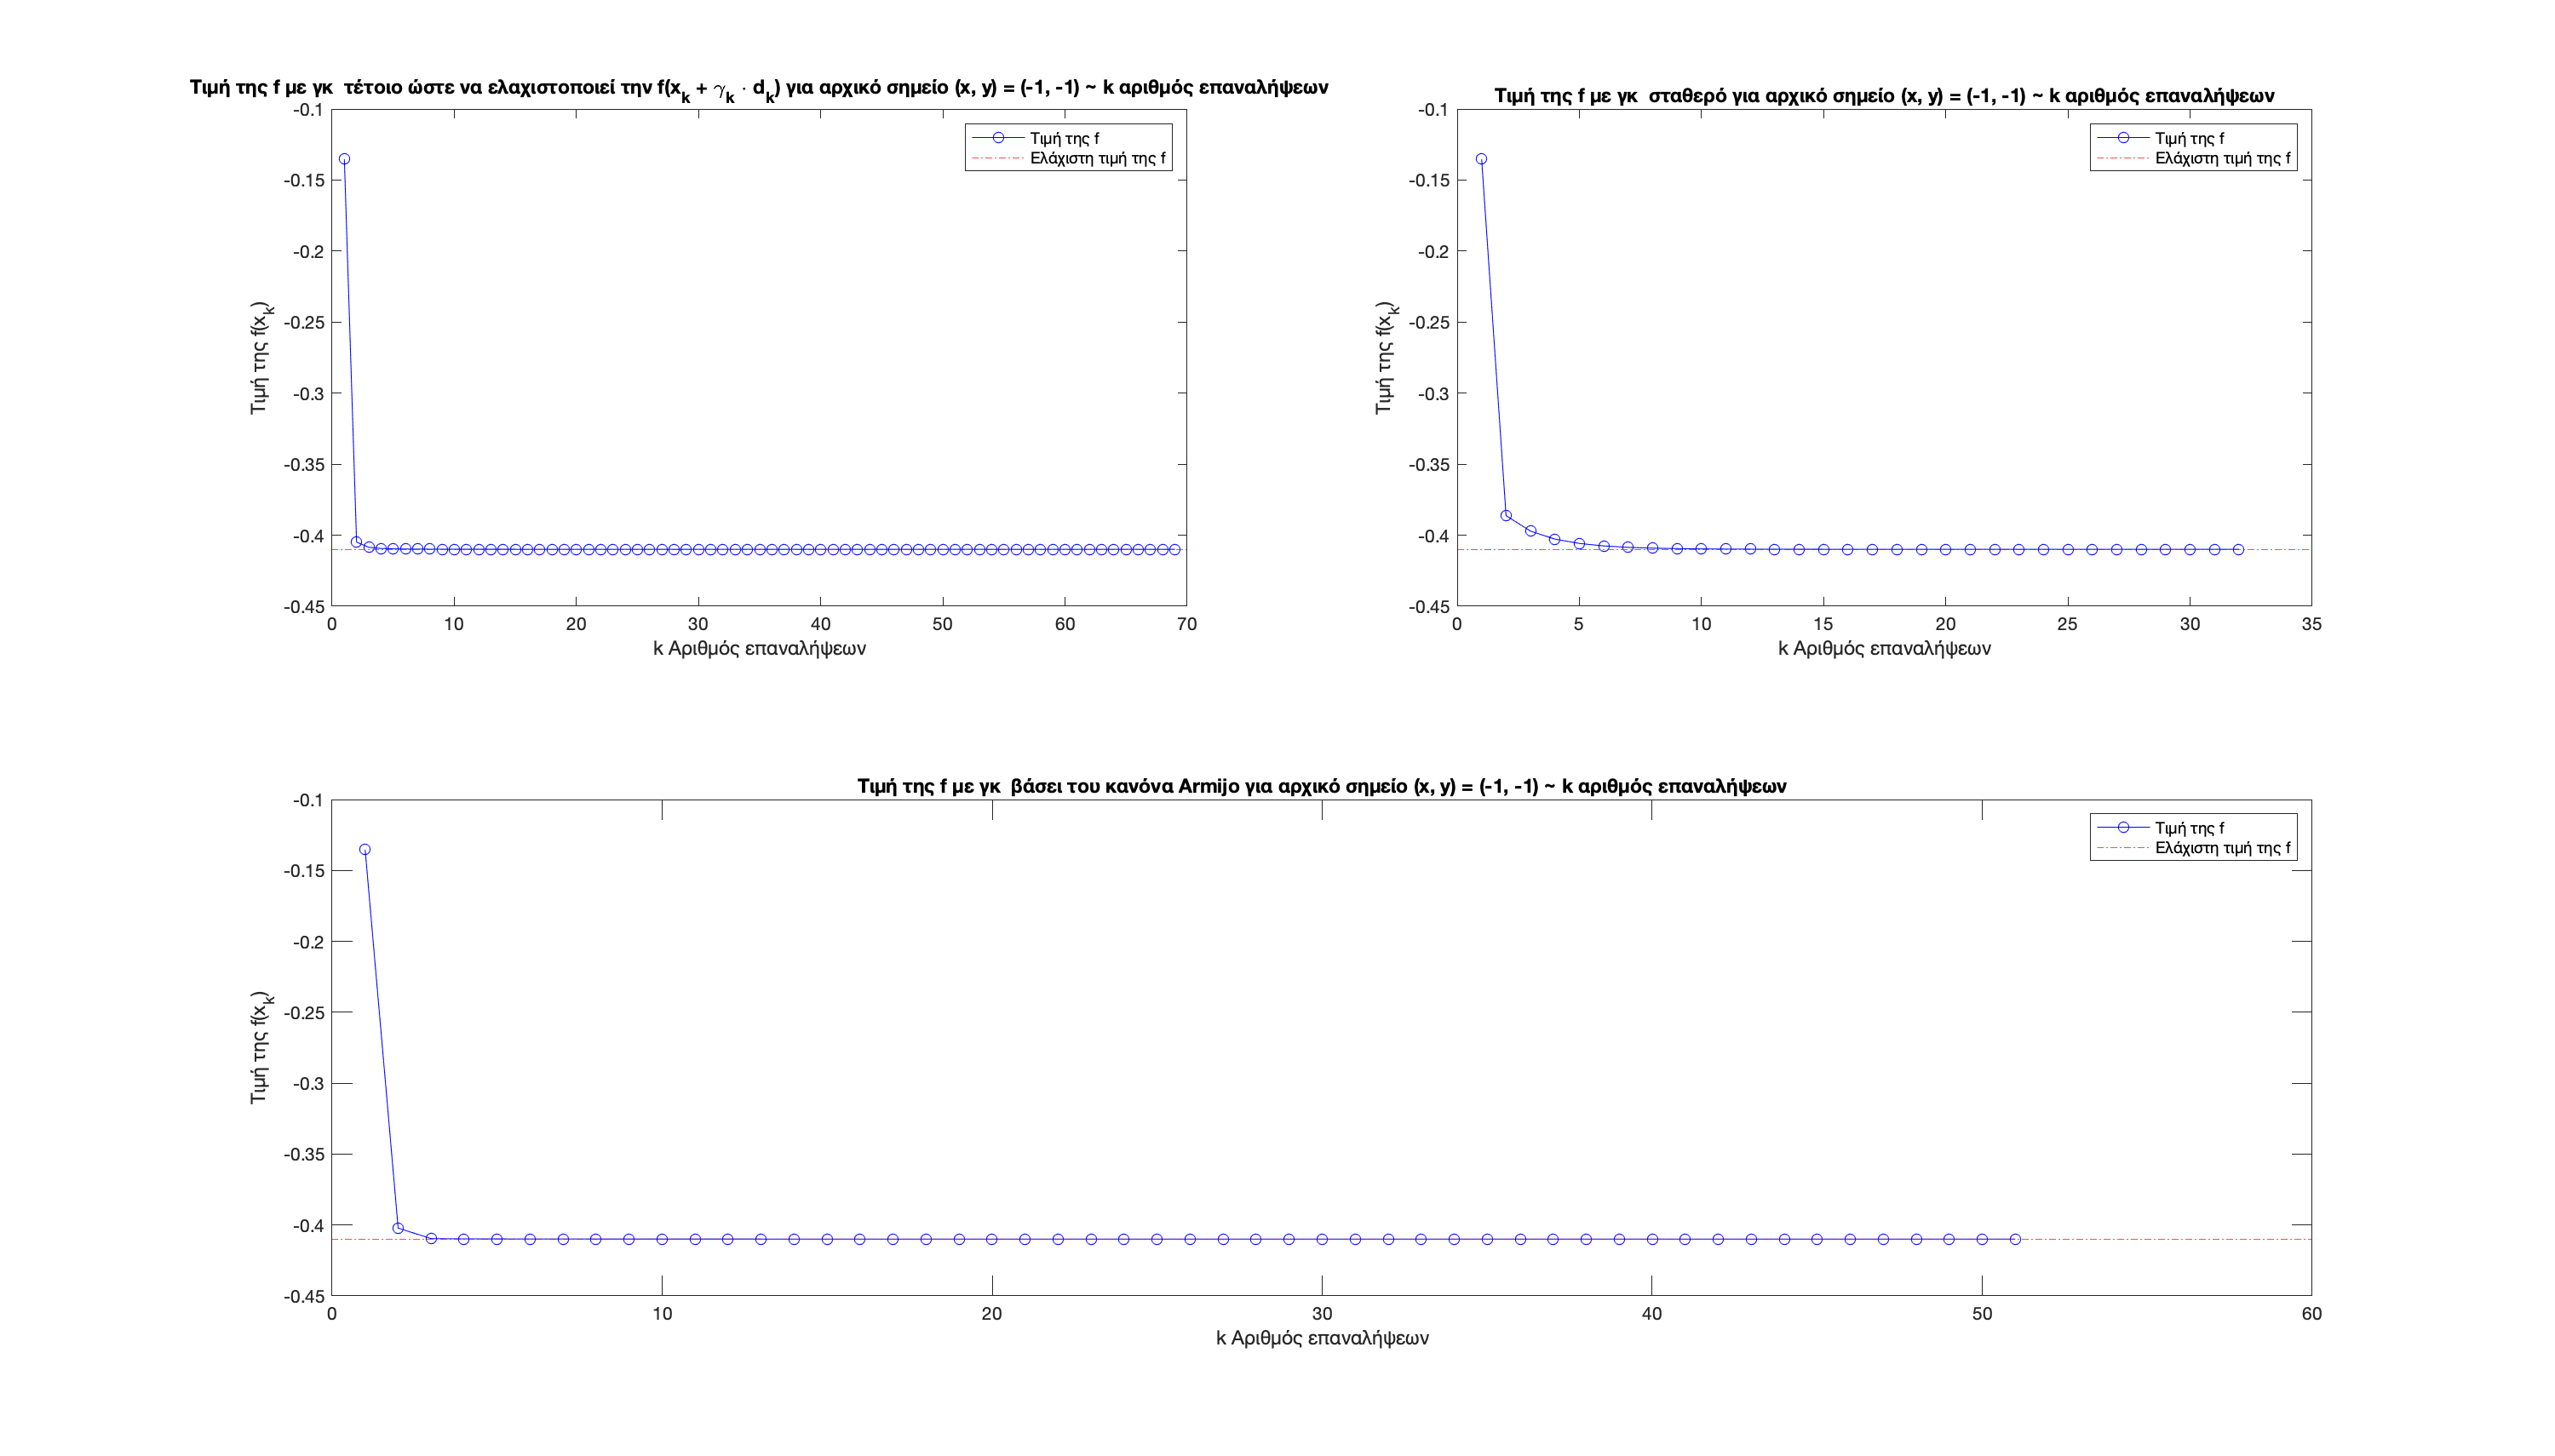 Τιμή της f με γκ τέτοιο ώστε να ελαχιστοποιεί την f(x_k + γ_k · d_k) για αρχικό σημείο (x, y) = (-1, -1) ~ k αριθμός επαναλήψεων
Τιμή της f
Ελάχιστη τιμή της f
-0.1
-0.15
-0.2
-0.25
-0.3
-0.35
-0.4
-0.45
Τιμή της f(x_k)
0 10 20 30 40 50 60 70
k Αριθμός επαναλήψεων
Τιμή της f με γκ σταθερό για αρχικό σημείο (x, y) = (-1, -1) ~ k αριθμός επαναλήψεων
Τιμή της f
Ελάχιστη τιμή της f
-0.1
-0.15
-0.2
-0.25
-0.3
-0.35
-0.4
-0.45
Τιμή της f(x_k)
0 5 10 15 20 25 30 35
k Αριθμός επαναλήψεων
Τιμή της f με γκ βάσει του κανόνα Armijo για αρχικό σημείο (x, y) = (-1, -1) ~ k αριθμός επαναλήψεων
Τιμή της f
Ελάχιστη τιμή της f
-0.1
-0.15
-0.2
-0.25
-0.3
-0.35
-0.4
-0.45
Τιμή της f(x_k)
0 10 20 30 40 50 60
k Αριθμός επαναλήψεων